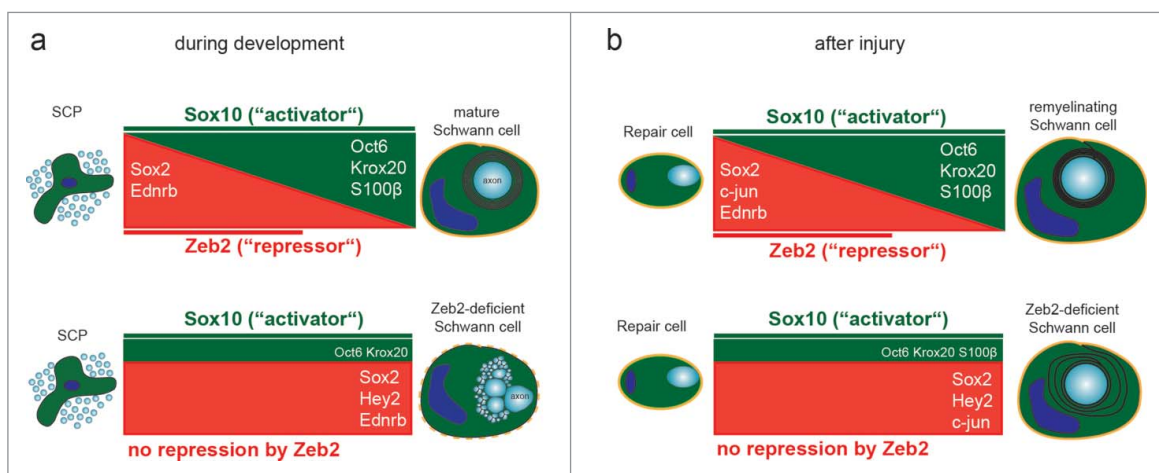 a
during development
SCP
Sox10 (“activator“)
mature
Schwann cell
Sox2
Ednrb
Oct6
Krox20
S100β
axon
Zeb2 (“repressor“)
SCP
Sox10 (“activator“)
Zeb2-deficient
Schwann cell
Oct6 Krox20
Sox2
Hey2
Ednrb
axon
no repression by Zeb2
b
after injury
Repair cell
Sox10 (“activator“)
remyelinating
Schwann cell
Sox2
c-jun
Ednrb
Oct6
Krox20
S100β
Zeb2 (“repressor“)
Repair cell
Sox10 (“activator“)
Zeb2-deficient
Schwann cell
Oct6 Krox20 S100β
Sox2
Hey2
c-jun
no repression by Zeb2